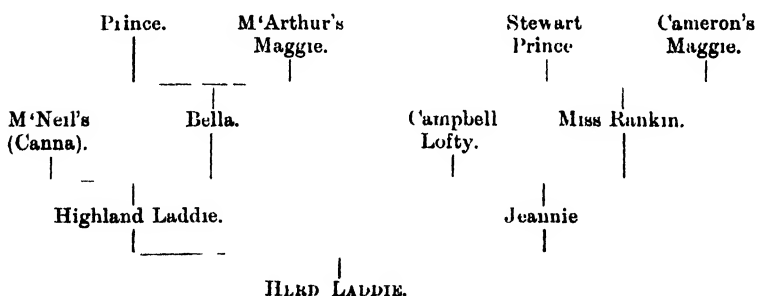 Prince. M‘Arthur's Stewart Cameron's
Maggie. Prince Maggie.
M‘Neil's Bella. Campbell Miss Rankin.
(Canna). Lofty.
Highland Laddie. Jeannie
HERD LADDIE.